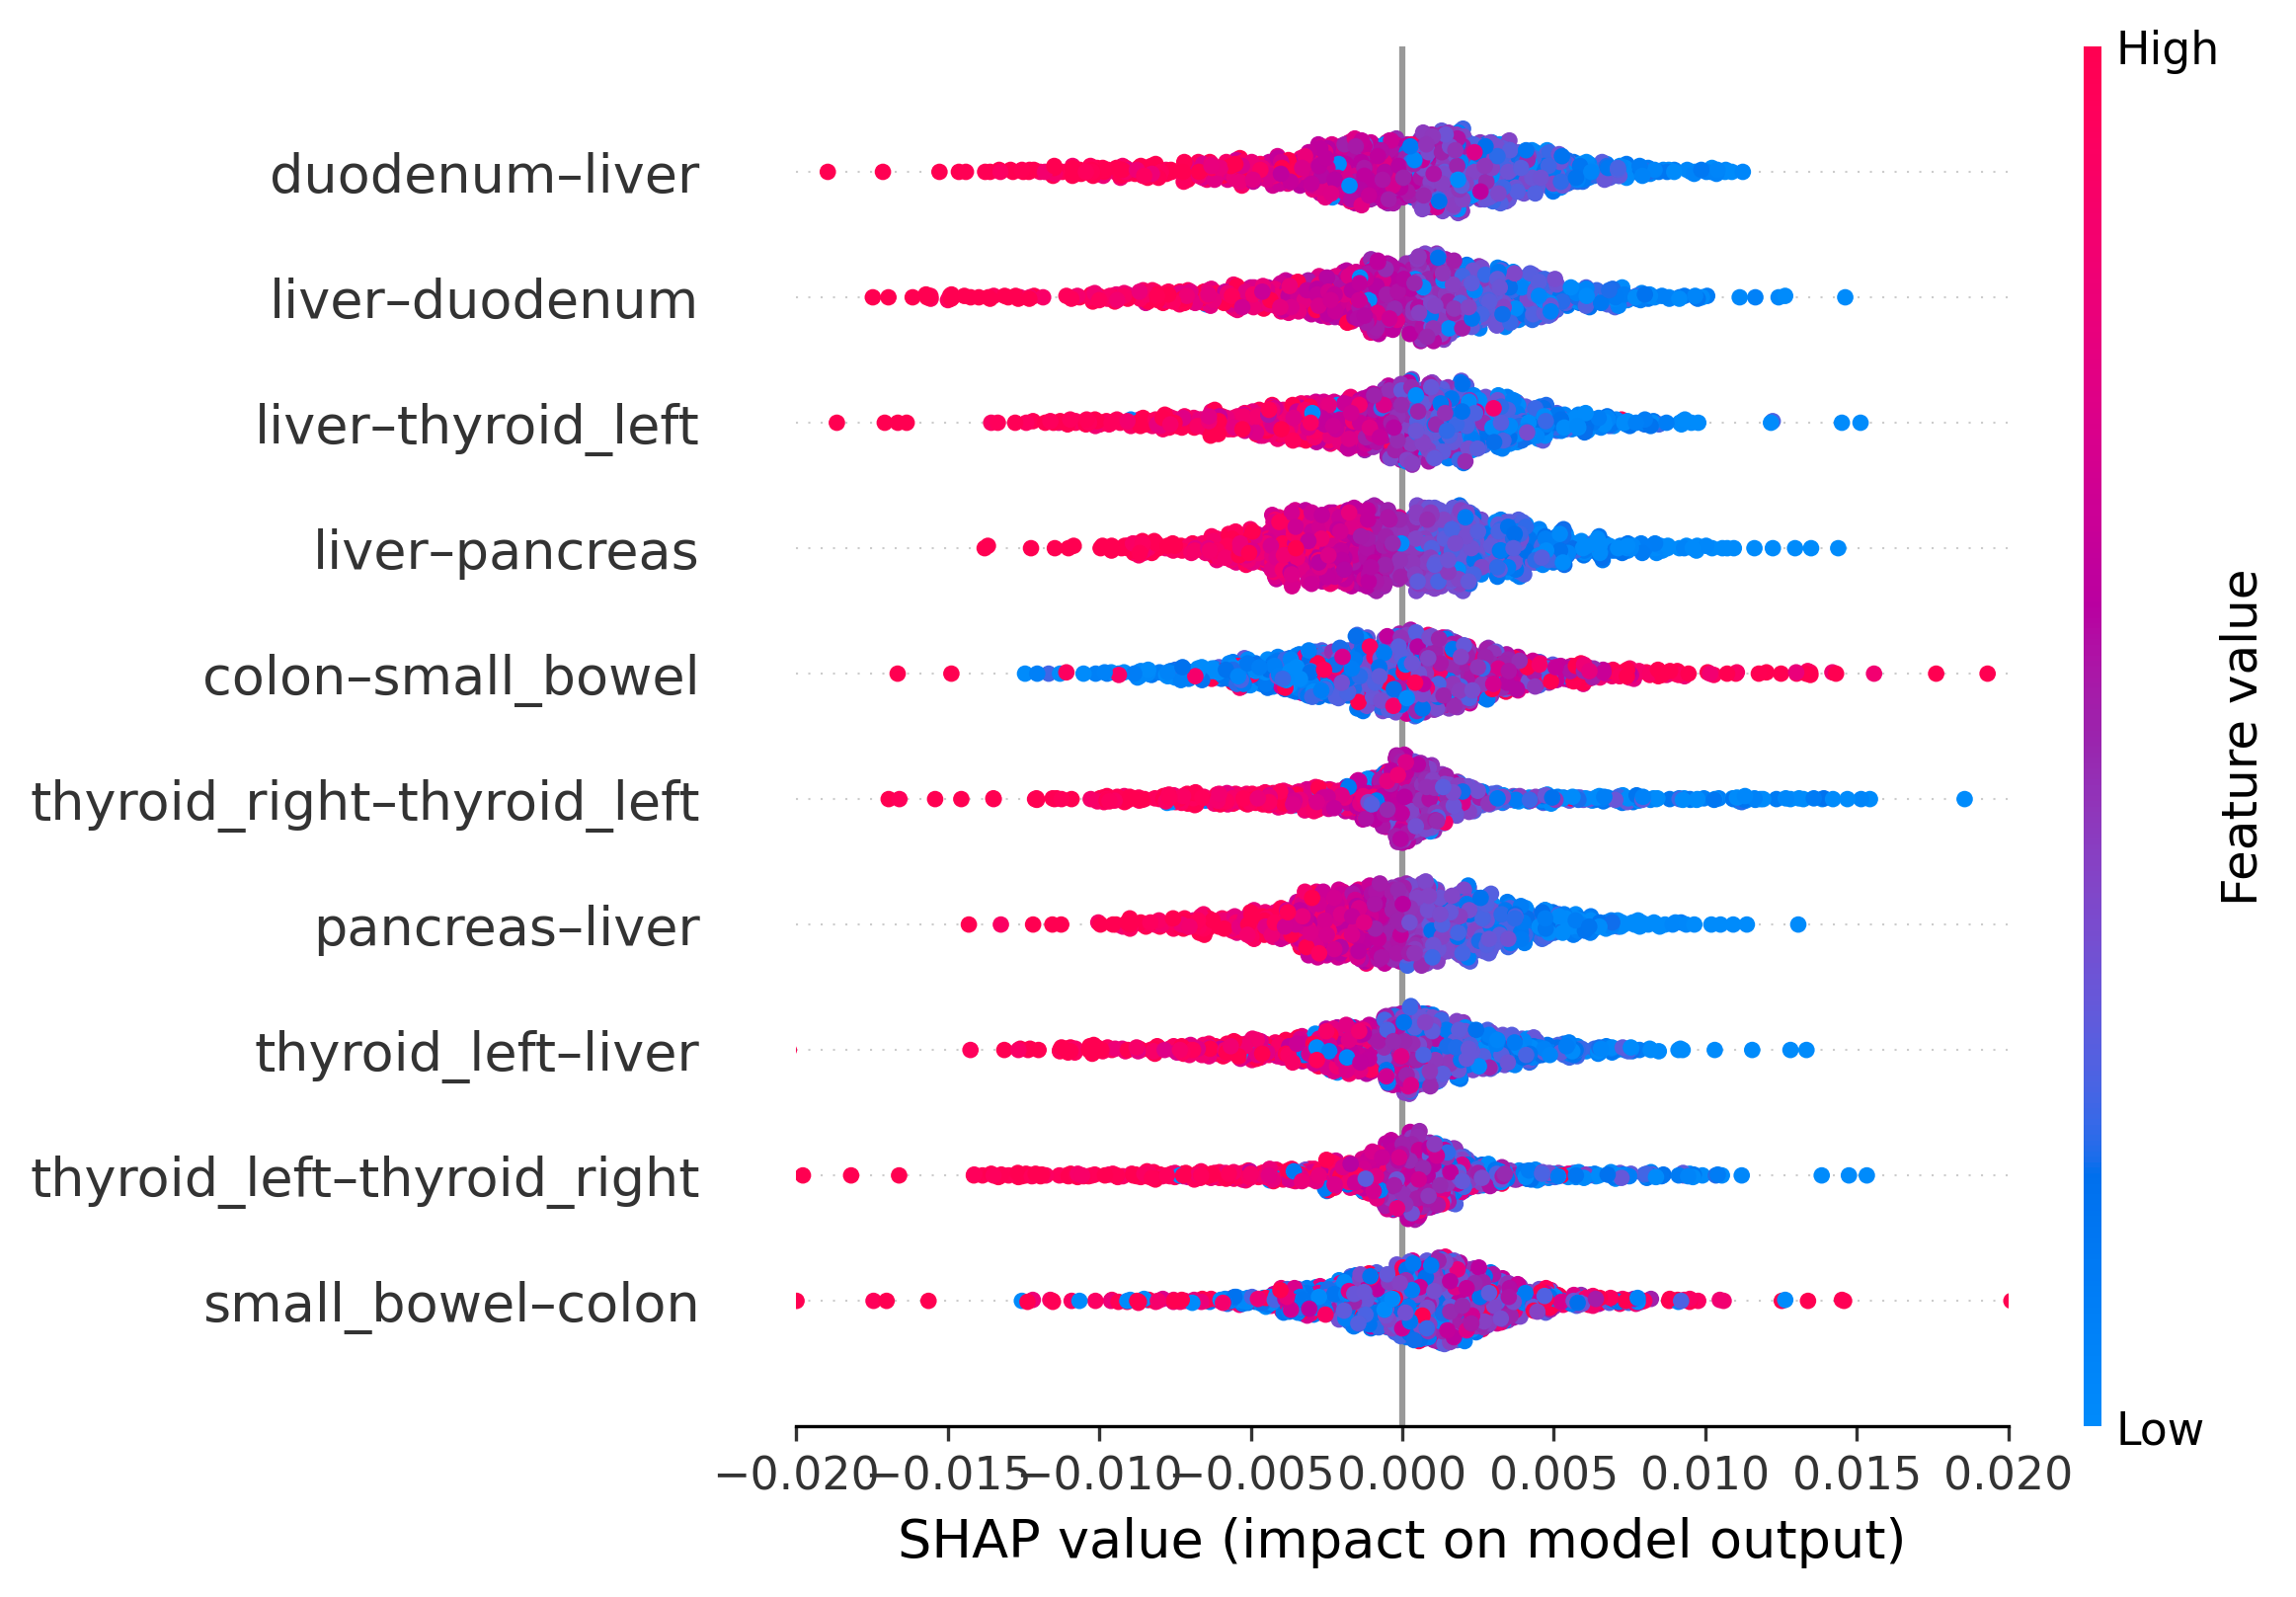 High
duodenum–liver
liver–duodenum
liver–thyroid_left
liver–pancreas
colon–small_bowel
thyroid_right–thyroid_left
pancreas–liver
thyroid_left–liver
thyroid_left–thyroid_right
small_bowel–colon
Feature value
Low
−0.020 −0.015 −0.010 −0.005 0.000 0.005 0.010 0.015 0.020
SHAP value (impact on model output)